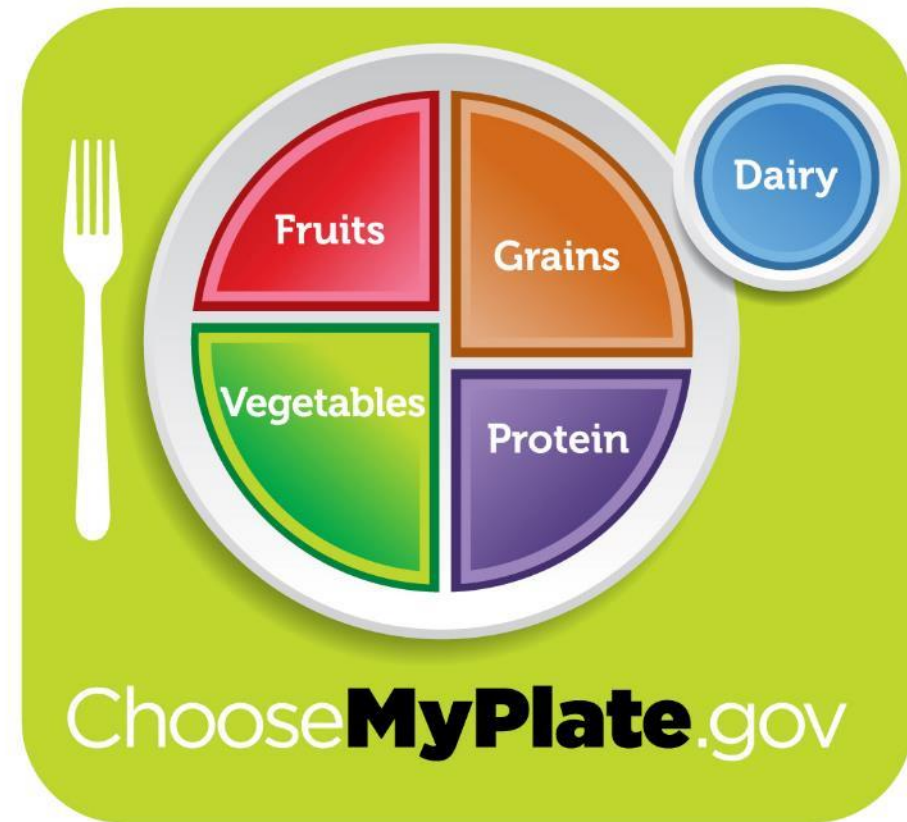 Fruits
Grains
Dairy
Vegetables
Protein
ChooseMyPlate.gov